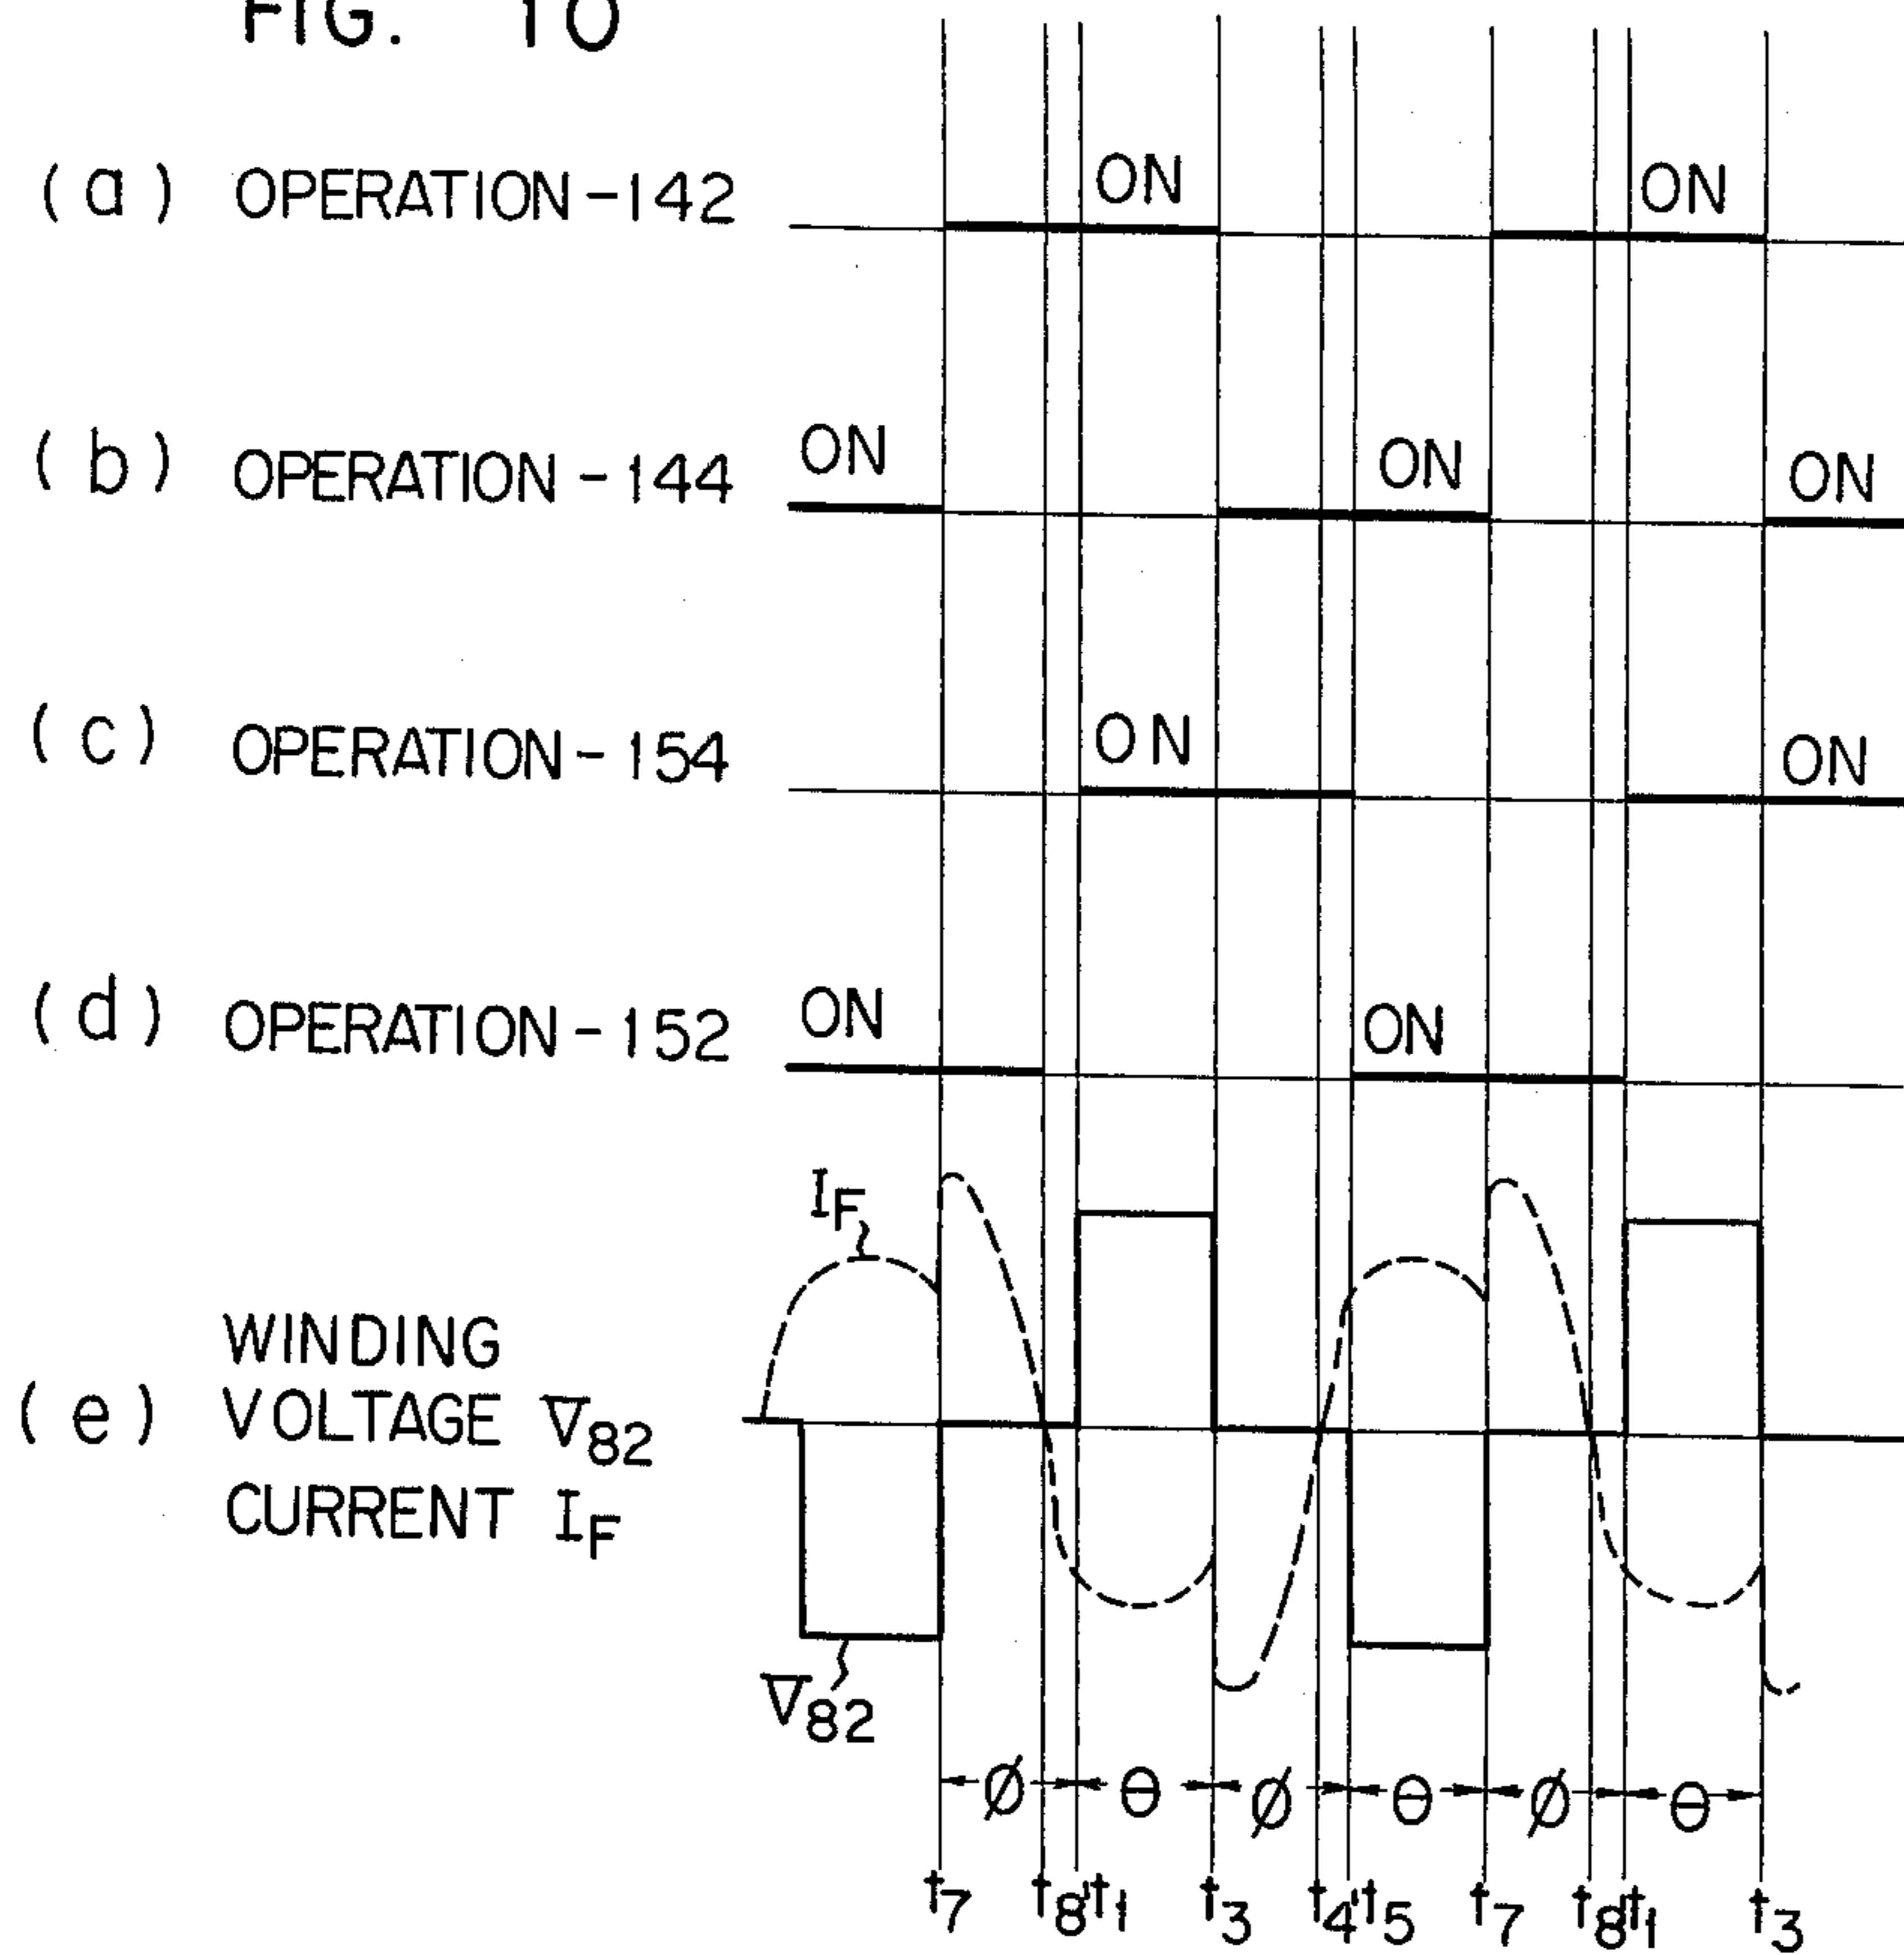 FIG. 10
(a) OPERATION-142 ON ON
(b) OPERATION-144 ON ON ON
(c) OPERATION-154 ON ON
(d) OPERATION-152 ON ON
IF
WINDING
(e) VOLTAGE V82
CURRENT IF
V82
Ø θ Ø θ Ø θ
t7 t8' t1 t3 t4' t5 t7 t8' t1 t3